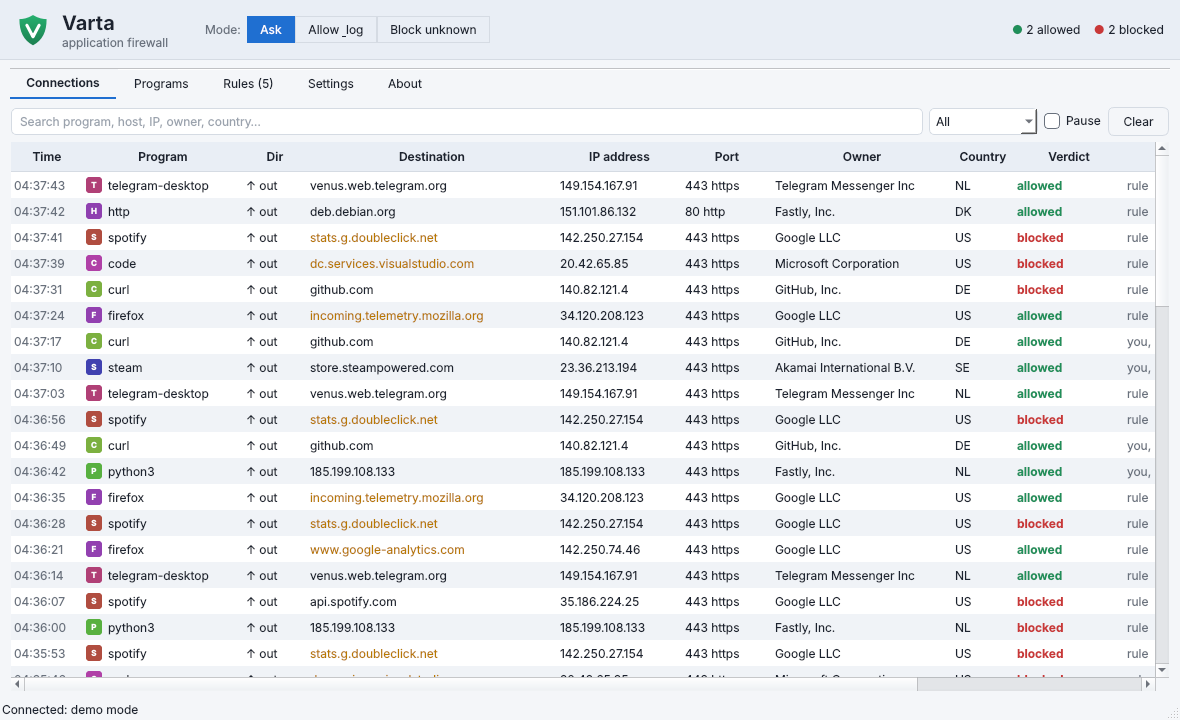 Varta
application firewall
Mode: Ask Allow_log Block unknown
2 allowed 2 blocked
Connections Programs Rules (5) Settings About
Search program, host, IP, owner, country...
All Pause Clear
Time Program Dir Destination IP address Port Owner Country Verdict
04:37:43 T telegram-desktop ↑ out venus.web.telegram.org 149.154.167.91 443 https Telegram Messenger Inc NL allowed rule
04:37:42 H http ↑ out deb.debian.org 151.101.86.132 80 http Fastly, Inc. DK allowed rule
04:37:41 S spotify ↑ out stats.g.doubleclick.net 142.250.27.154 443 https Google LLC US blocked rule
04:37:39 C code ↑ out dc.services.visualstudio.com 20.42.65.85 443 https Microsoft Corporation US blocked rule
04:37:31 C curl ↑ out github.com 140.82.121.4 443 https GitHub, Inc. DE blocked rule
04:37:24 F firefox ↑ out incoming.telemetry.mozilla.org 34.120.208.123 443 https Google LLC US allowed rule
04:37:17 C curl ↑ out github.com 140.82.121.4 443 https GitHub, Inc. DE allowed you,
04:37:10 S steam ↑ out store.steampowered.com 23.36.213.194 443 https Akamai International B.V. SE allowed you,
04:37:03 T telegram-desktop ↑ out venus.web.telegram.org 149.154.167.91 443 https Telegram Messenger Inc NL allowed rule
04:36:56 S spotify ↑ out stats.g.doubleclick.net 142.250.27.154 443 https Google LLC US blocked rule
04:36:49 C curl ↑ out github.com 140.82.121.4 443 https GitHub, Inc. DE allowed you,
04:36:42 P python3 ↑ out 185.199.108.133 185.199.108.133 443 https Fastly, Inc. NL allowed you,
04:36:35 F firefox ↑ out incoming.telemetry.mozilla.org 34.120.208.123 443 https Google LLC US allowed rule
04:36:28 S spotify ↑ out stats.g.doubleclick.net 142.250.27.154 443 https Google LLC US blocked rule
04:36:21 F firefox ↑ out www.google-analytics.com 142.250.74.46 443 https Google LLC US allowed rule
04:36:14 T telegram-desktop ↑ out venus.web.telegram.org 149.154.167.91 443 https Telegram Messenger Inc NL allowed rule
04:36:07 S spotify ↑ out api.spotify.com 35.186.224.25 443 https Google LLC US blocked rule
04:36:00 P python3 ↑ out 185.199.108.133 185.199.108.133 443 https Fastly, Inc. NL blocked rule
04:35:53 S spotify ↑ out stats.g.doubleclick.net 142.250.27.154 443 https Google LLC US blocked rule
Connected: demo mode